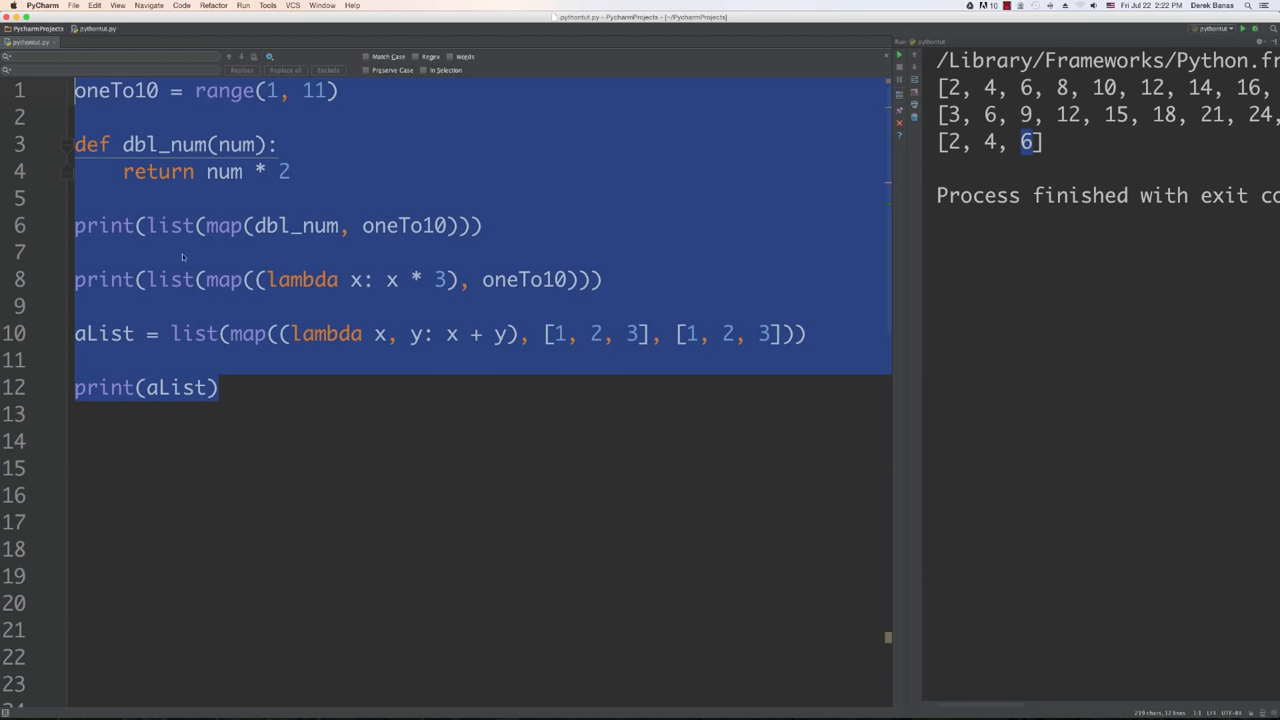 PyCharm File Edit View Navigate Code Refactor Run Tools VCS Window Help 10 Fri Jul 22 2:22 PM Derek Banas
pythontut.py - PycharmProjects - [~/PycharmProjects]
PycharmProjects pythontut.py pythontut
pythontut.py Run pythontut
Match Case Regex Words
Replace Replace all Exclude Preserve Case In Selection
1 oneTo10 = range(1, 11)
2
3 def dbl_num(num):
4 return num * 2
5
6 print(list(map(dbl_num, oneTo10)))
7
8 print(list(map((lambda x: x * 3), oneTo10)))
9
10 aList = list(map((lambda x, y: x + y), [1, 2, 3], [1, 2, 3]))
11
12 print(aList)
13
14
15
16
17
18
19
20
21
22
23
/Library/Frameworks/Python.fr
[2, 4, 6, 8, 10, 12, 14, 16,
[3, 6, 9, 12, 15, 18, 21, 24,
[2, 4, 6]
Process finished with exit co
219 chars, 12 lines 1:1 LF÷ UTF-8÷